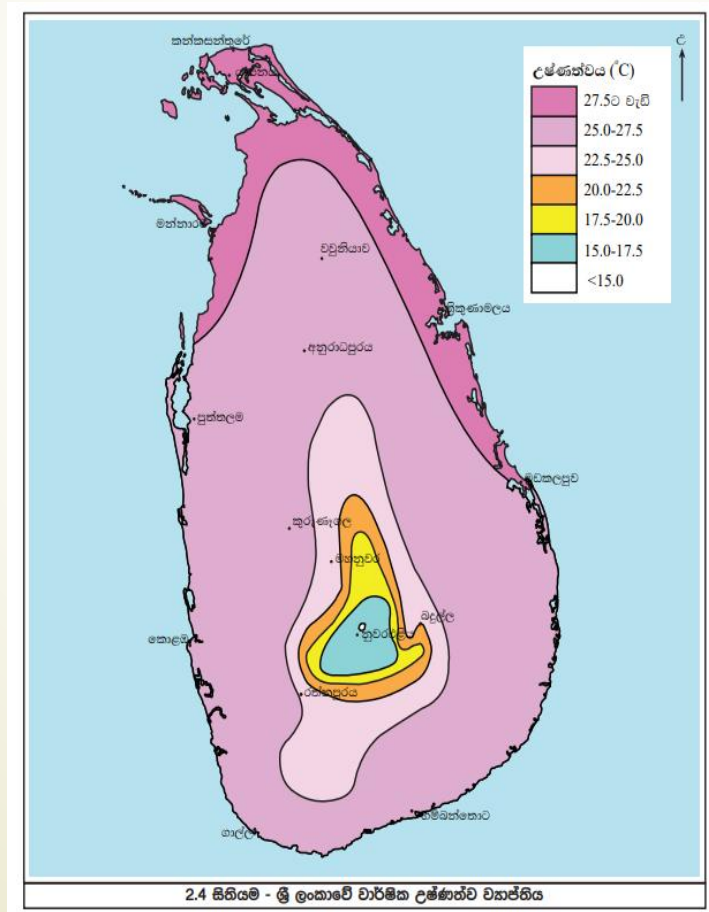 කන්කසන්තුරේ
උ
උෂ්ණත්වය (°C)
27.5ට වැඩි
25.0-27.5
22.5-25.0
20.0-22.5
17.5-20.0
15.0-17.5
<15.0
මන්නාරම
වවුනියාව
ත්‍රිකුණාමලය
අනුරාධපුරය
පුත්තලම
මඩකලපුව
කුරුණෑගල
මහනුවර
බදුල්ල
නුවරඑළිය
කොළඹ
රත්නපුරය
හම්බන්තොට
ගාල්ල
2.4 සිතියම - ශ්‍රී ලංකාවේ වාර්ෂික උෂ්ණත්ව ව්‍යාප්තිය